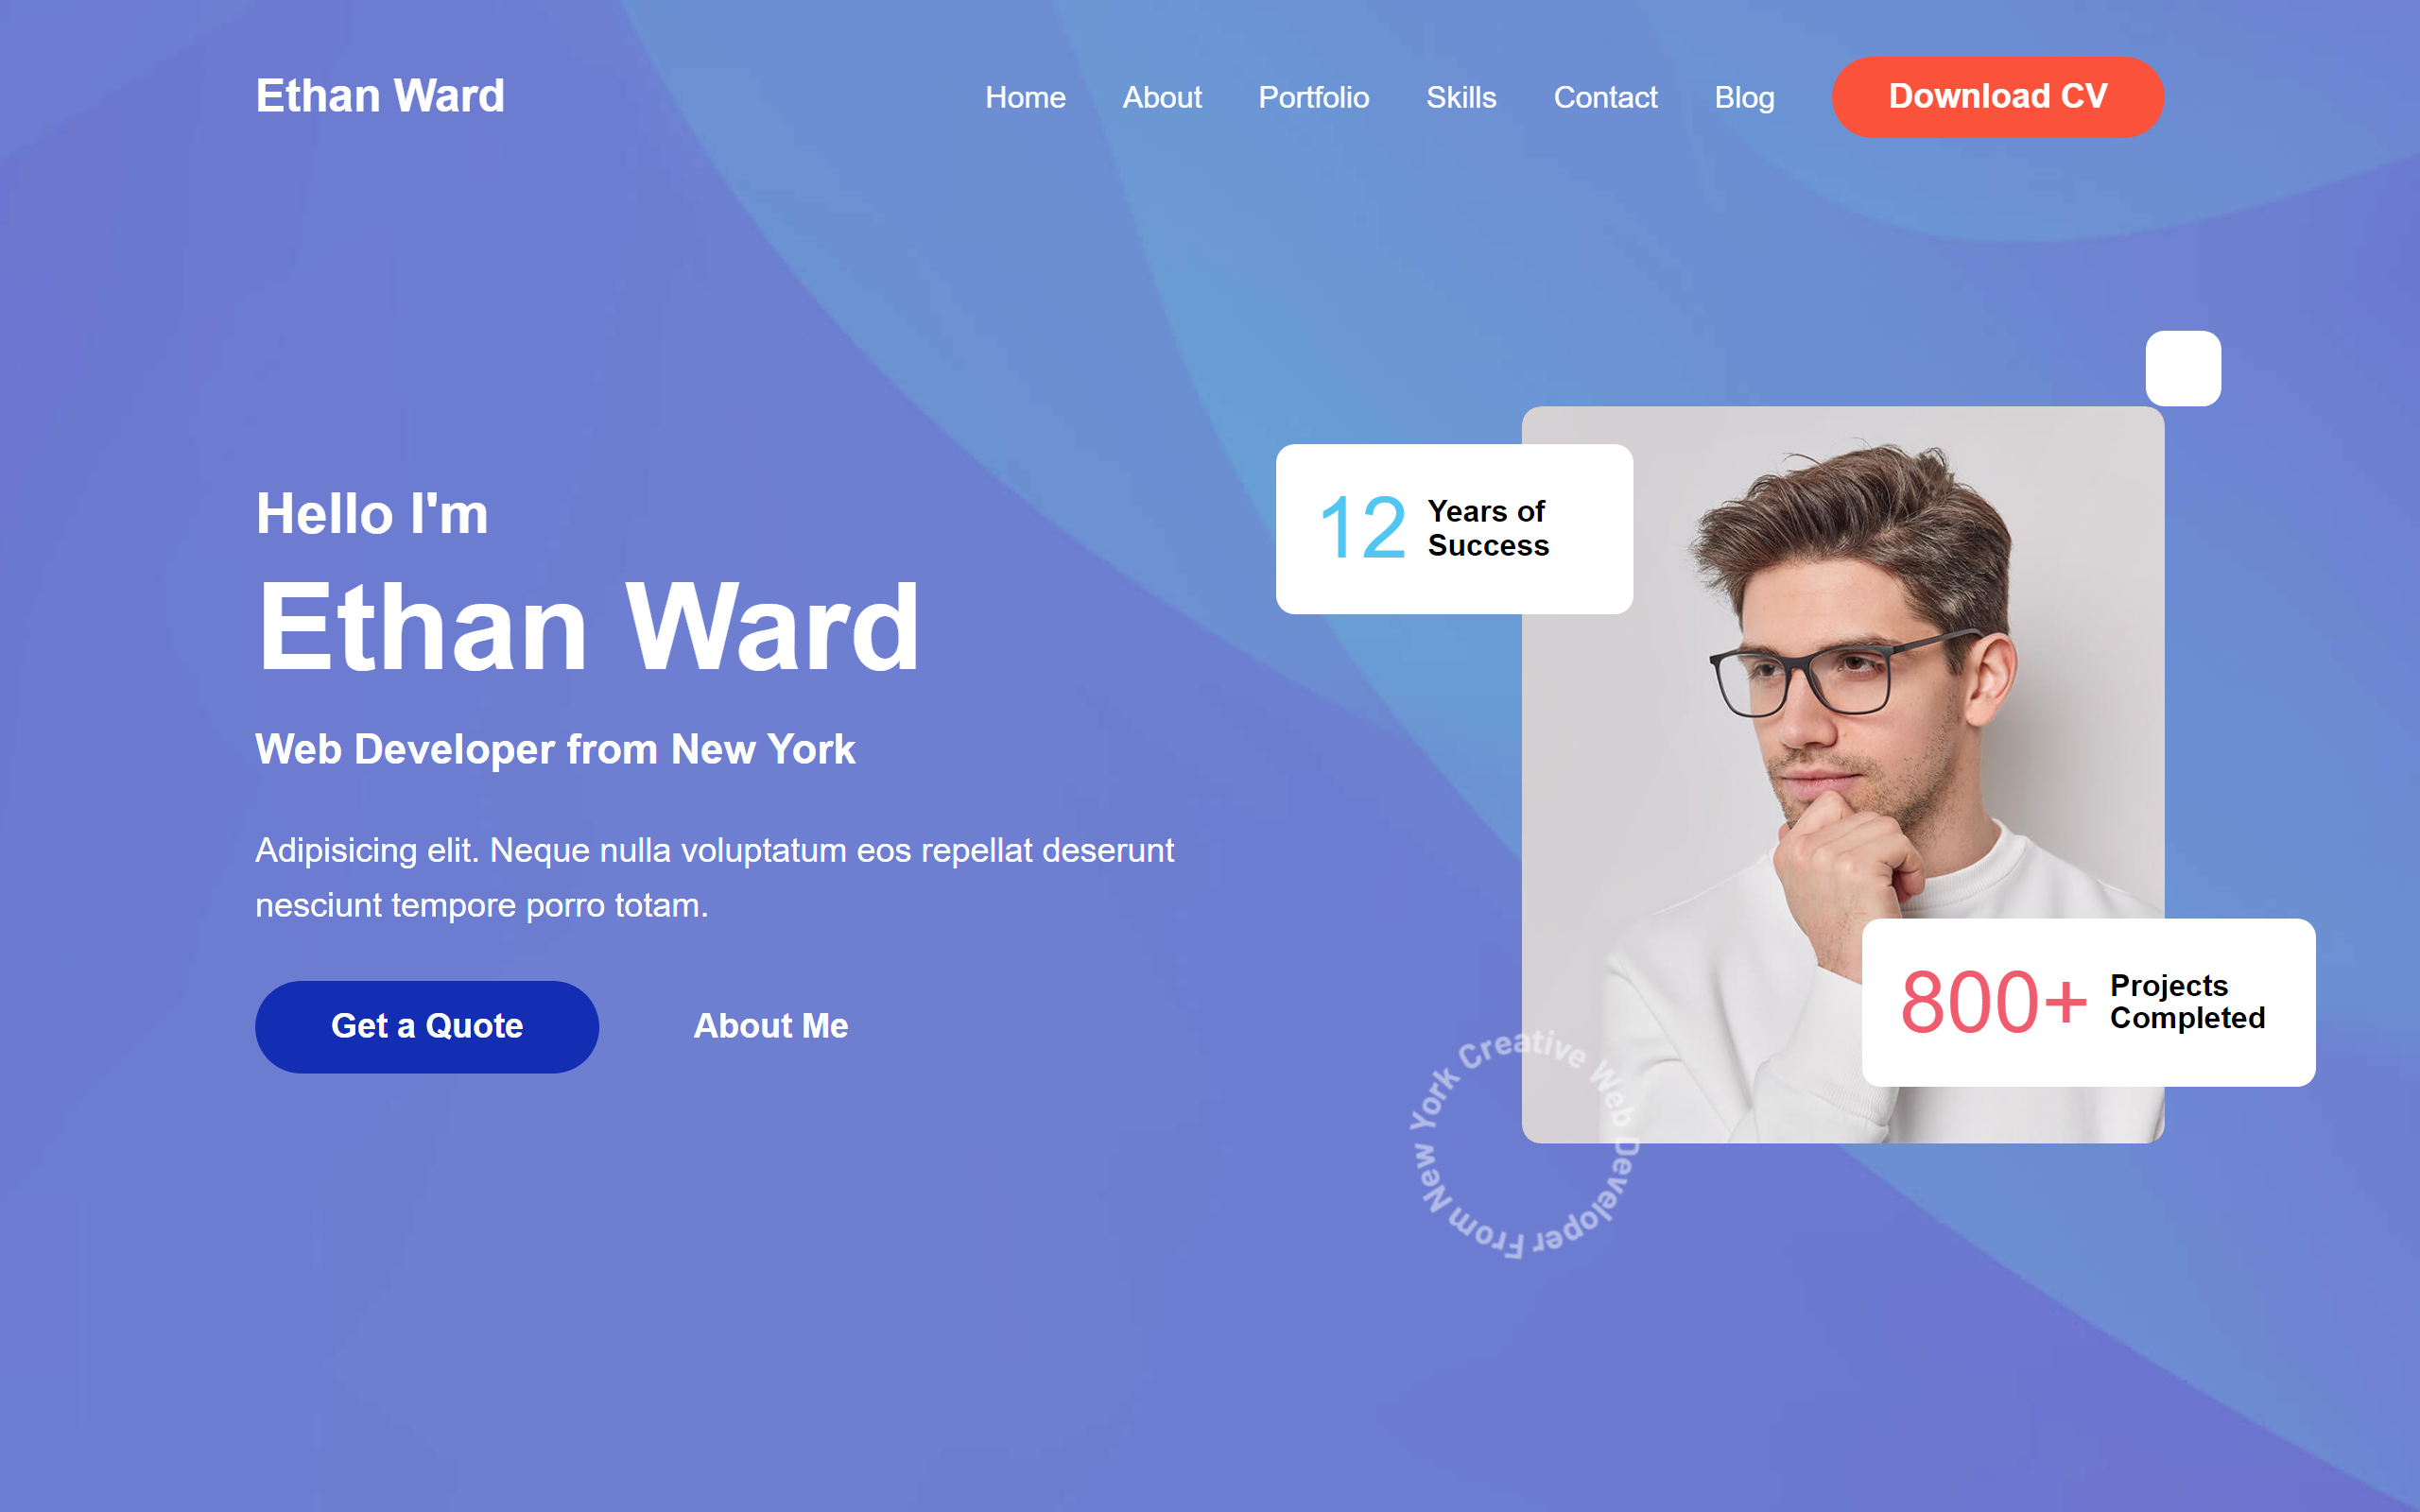 Ethan Ward
Home About Portfolio Skills Contact Blog Download CV
Hello I'm
Ethan Ward
Web Developer from New York
Adipisicing elit. Neque nulla voluptatum eos repellat deserunt
nesciunt tempore porro totam.
Get a Quote About Me
12 Years of
Success
800+ Projects
Completed
Creative Web Developer From New York